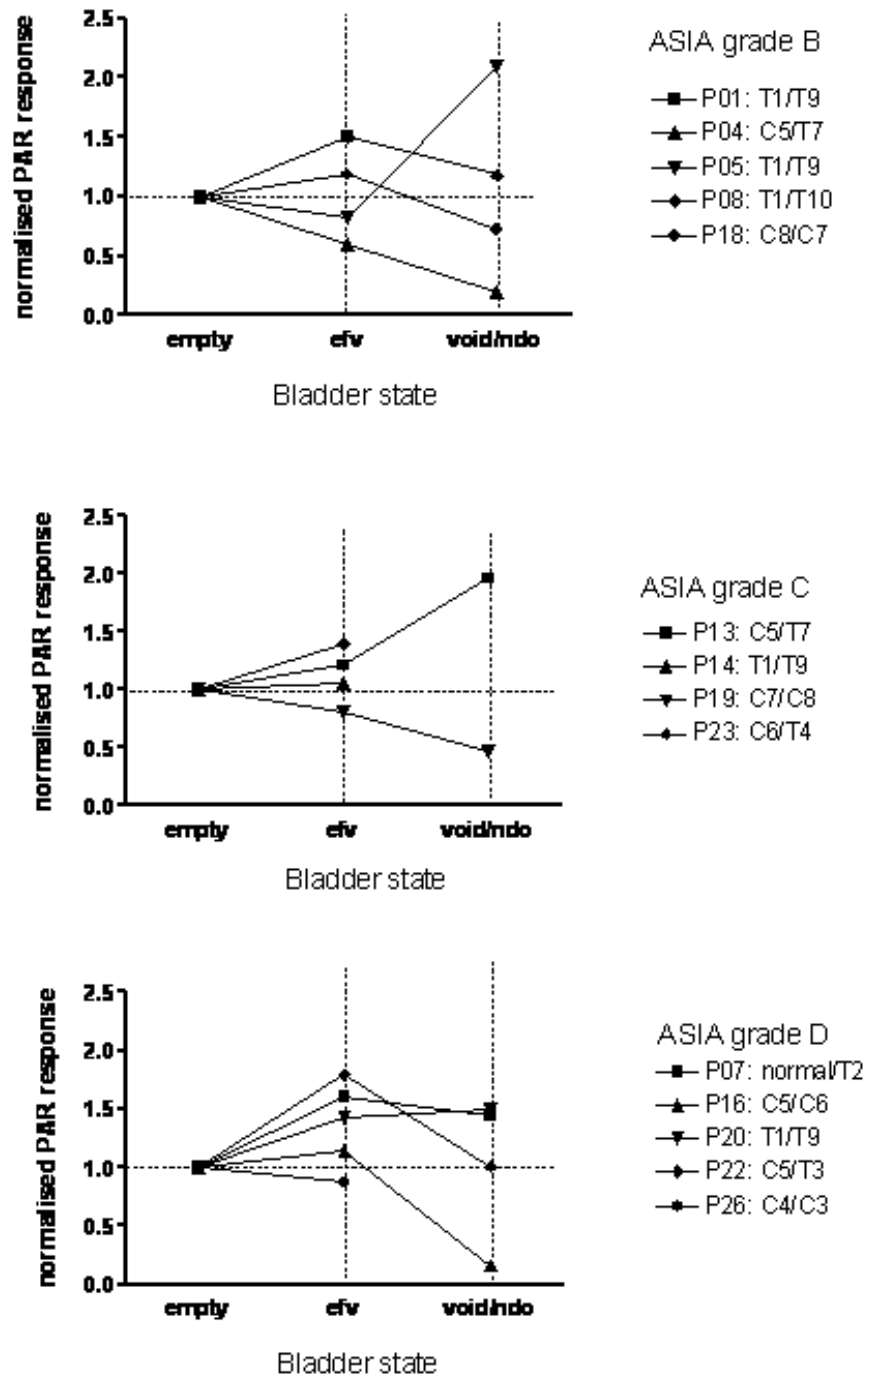 ASIA grade B
P01: T1/T9
P04: C5/T7
P05: T1/T9
P08: T1/T10
P18: C8/C7
normalised PAR response
2.5
2.0
1.5
1.0
0.5
0.0
empty efv void/ndo
Bladder state
ASIA grade C
P13: C5/T7
P14: T1/T9
P19: C7/C8
P23: C6/T4
normalised PAR response
2.5
2.0
1.5
1.0
0.5
0.0
empty efv void/ndo
Bladder state
ASIA grade D
P07: normal/T2
P16: C5/C6
P20: T1/T9
P22: C5/T3
P26: C4/C3
normalised PAR response
2.5
2.0
1.5
1.0
0.5
0.0
empty efv void/ndo
Bladder state